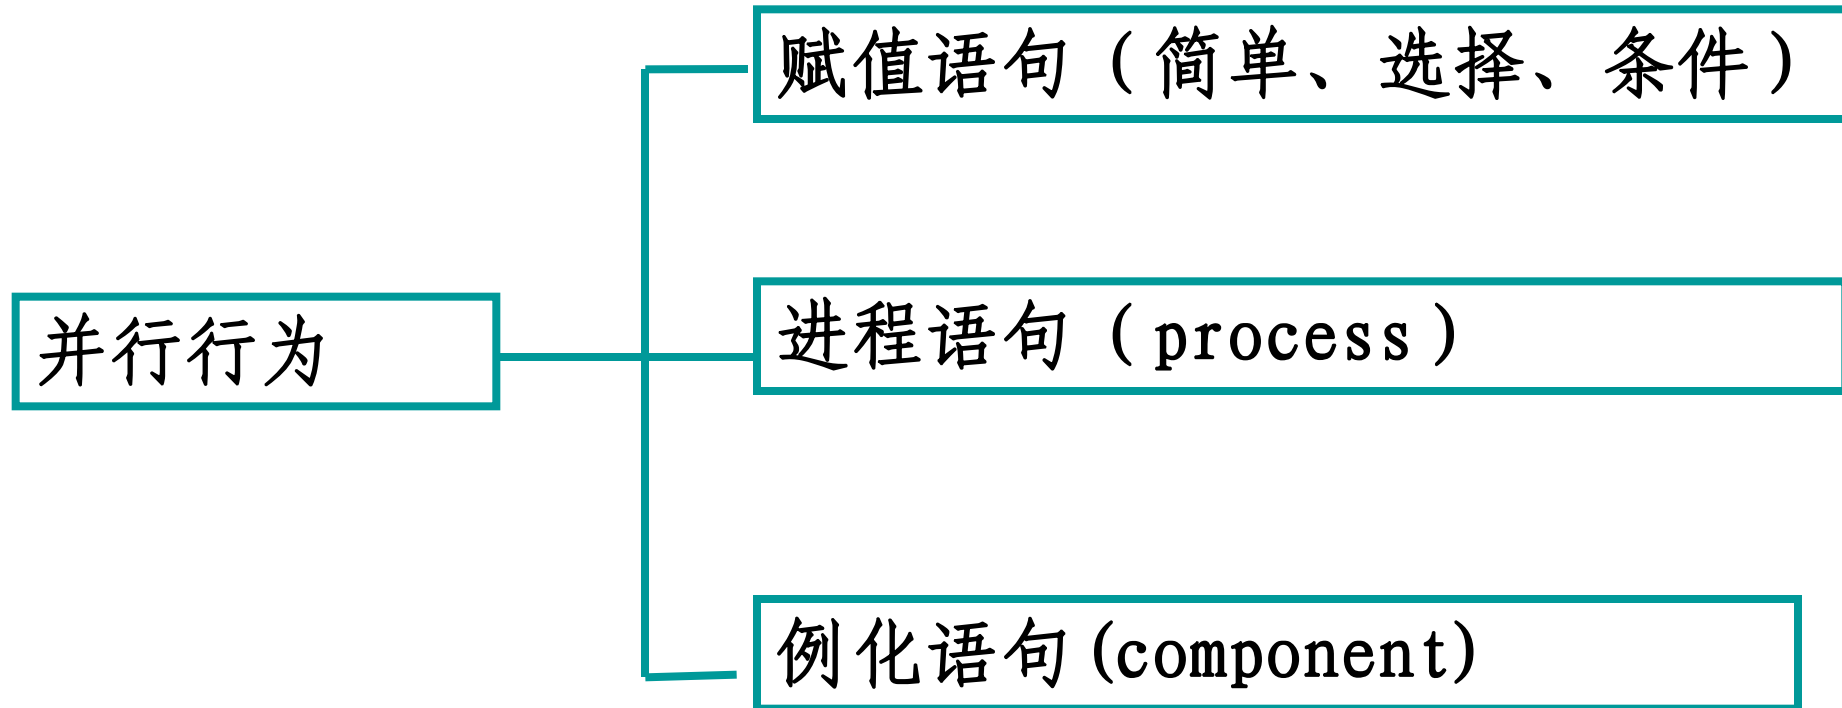 赋值语句（简单、选择、条件）
并行行为
进程语句（process）
例化语句(component)